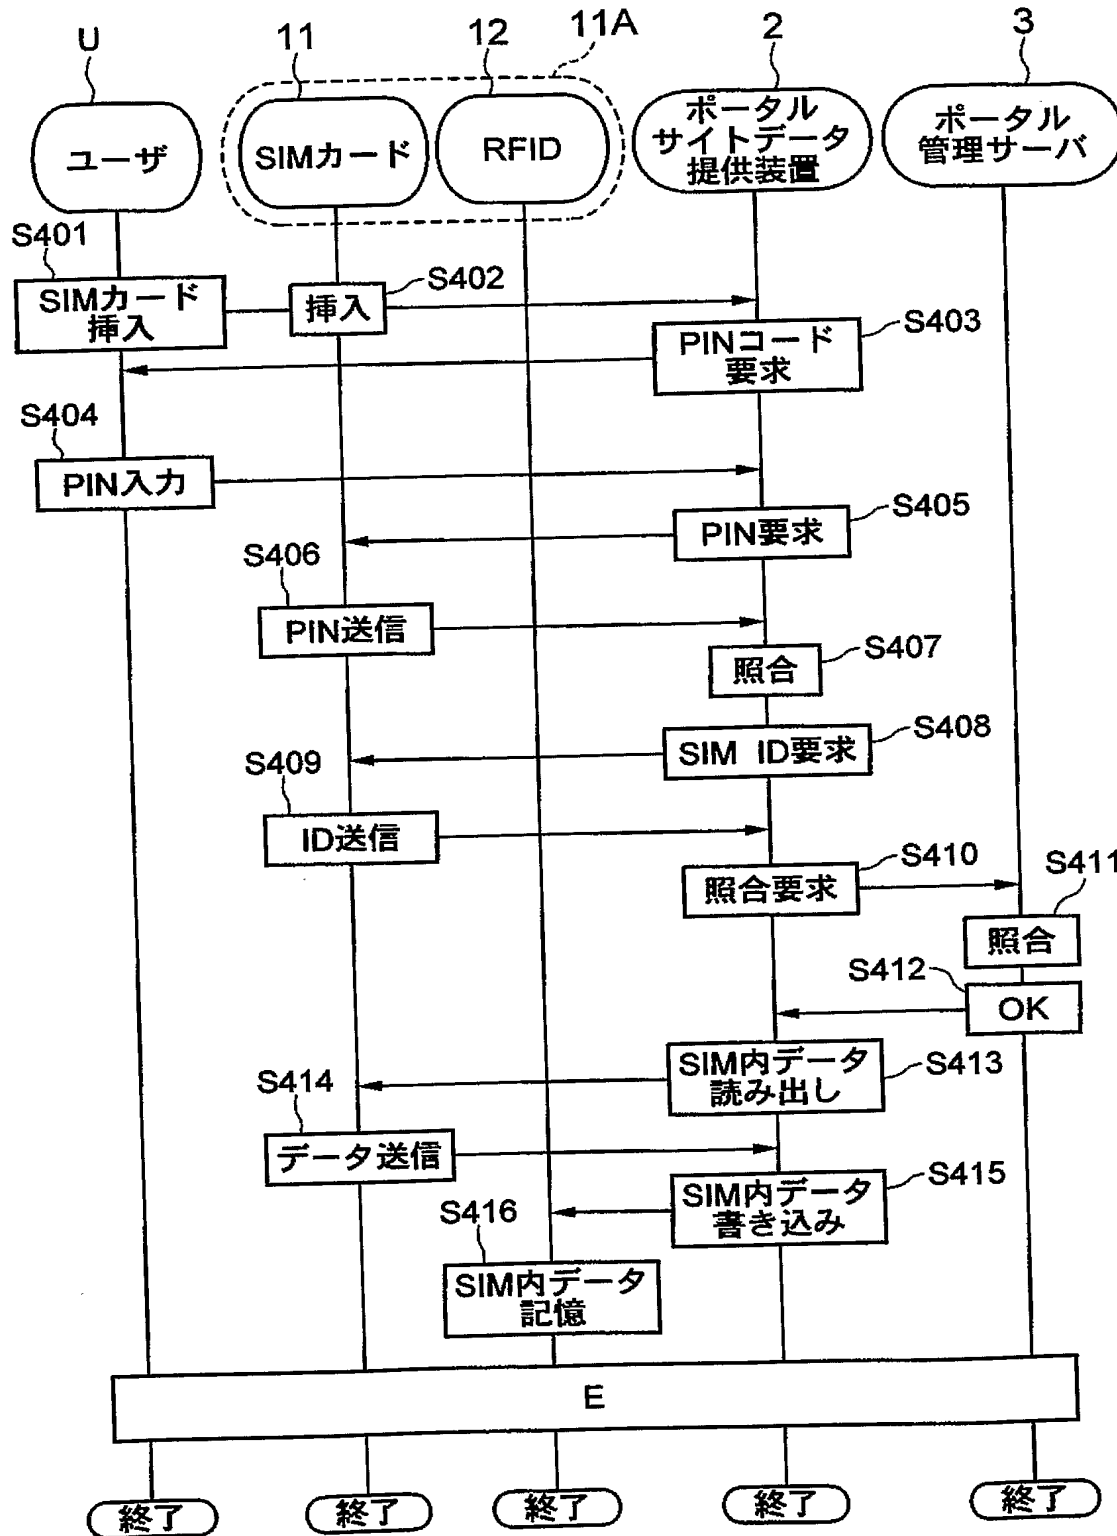 U
11
12
11A
2
3
ユーザ
SIMカード
RFID
ポータル
サイトデータ
提供装置
ポータル
管理サーバ
S401
SIMカード
挿入
S402
挿入
S403
PINコード
要求
S404
PIN入力
S405
PIN要求
S406
PIN送信
S407
照合
S408
SIM ID要求
S409
ID送信
S410
照合要求
S411
照合
S412
OK
S413
SIM内データ
読み出し
S414
データ送信
S415
SIM内データ
書き込み
S416
SIM内データ
記憶
E
終了
終了
終了
終了
終了